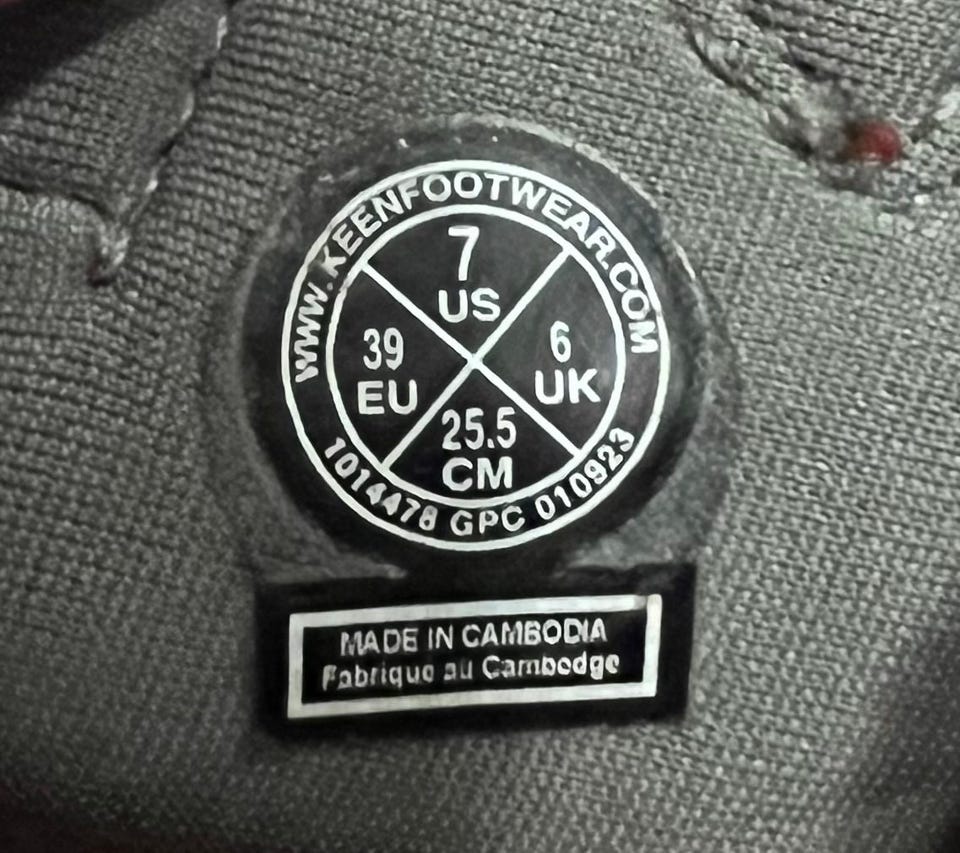 WWW.KEENFOOTWEAR.COM
7
US
39
EU
6
UK
25.5
CM
1014478 GPC 010923
MADE IN CAMBODIA
Fabrique au Cambodge